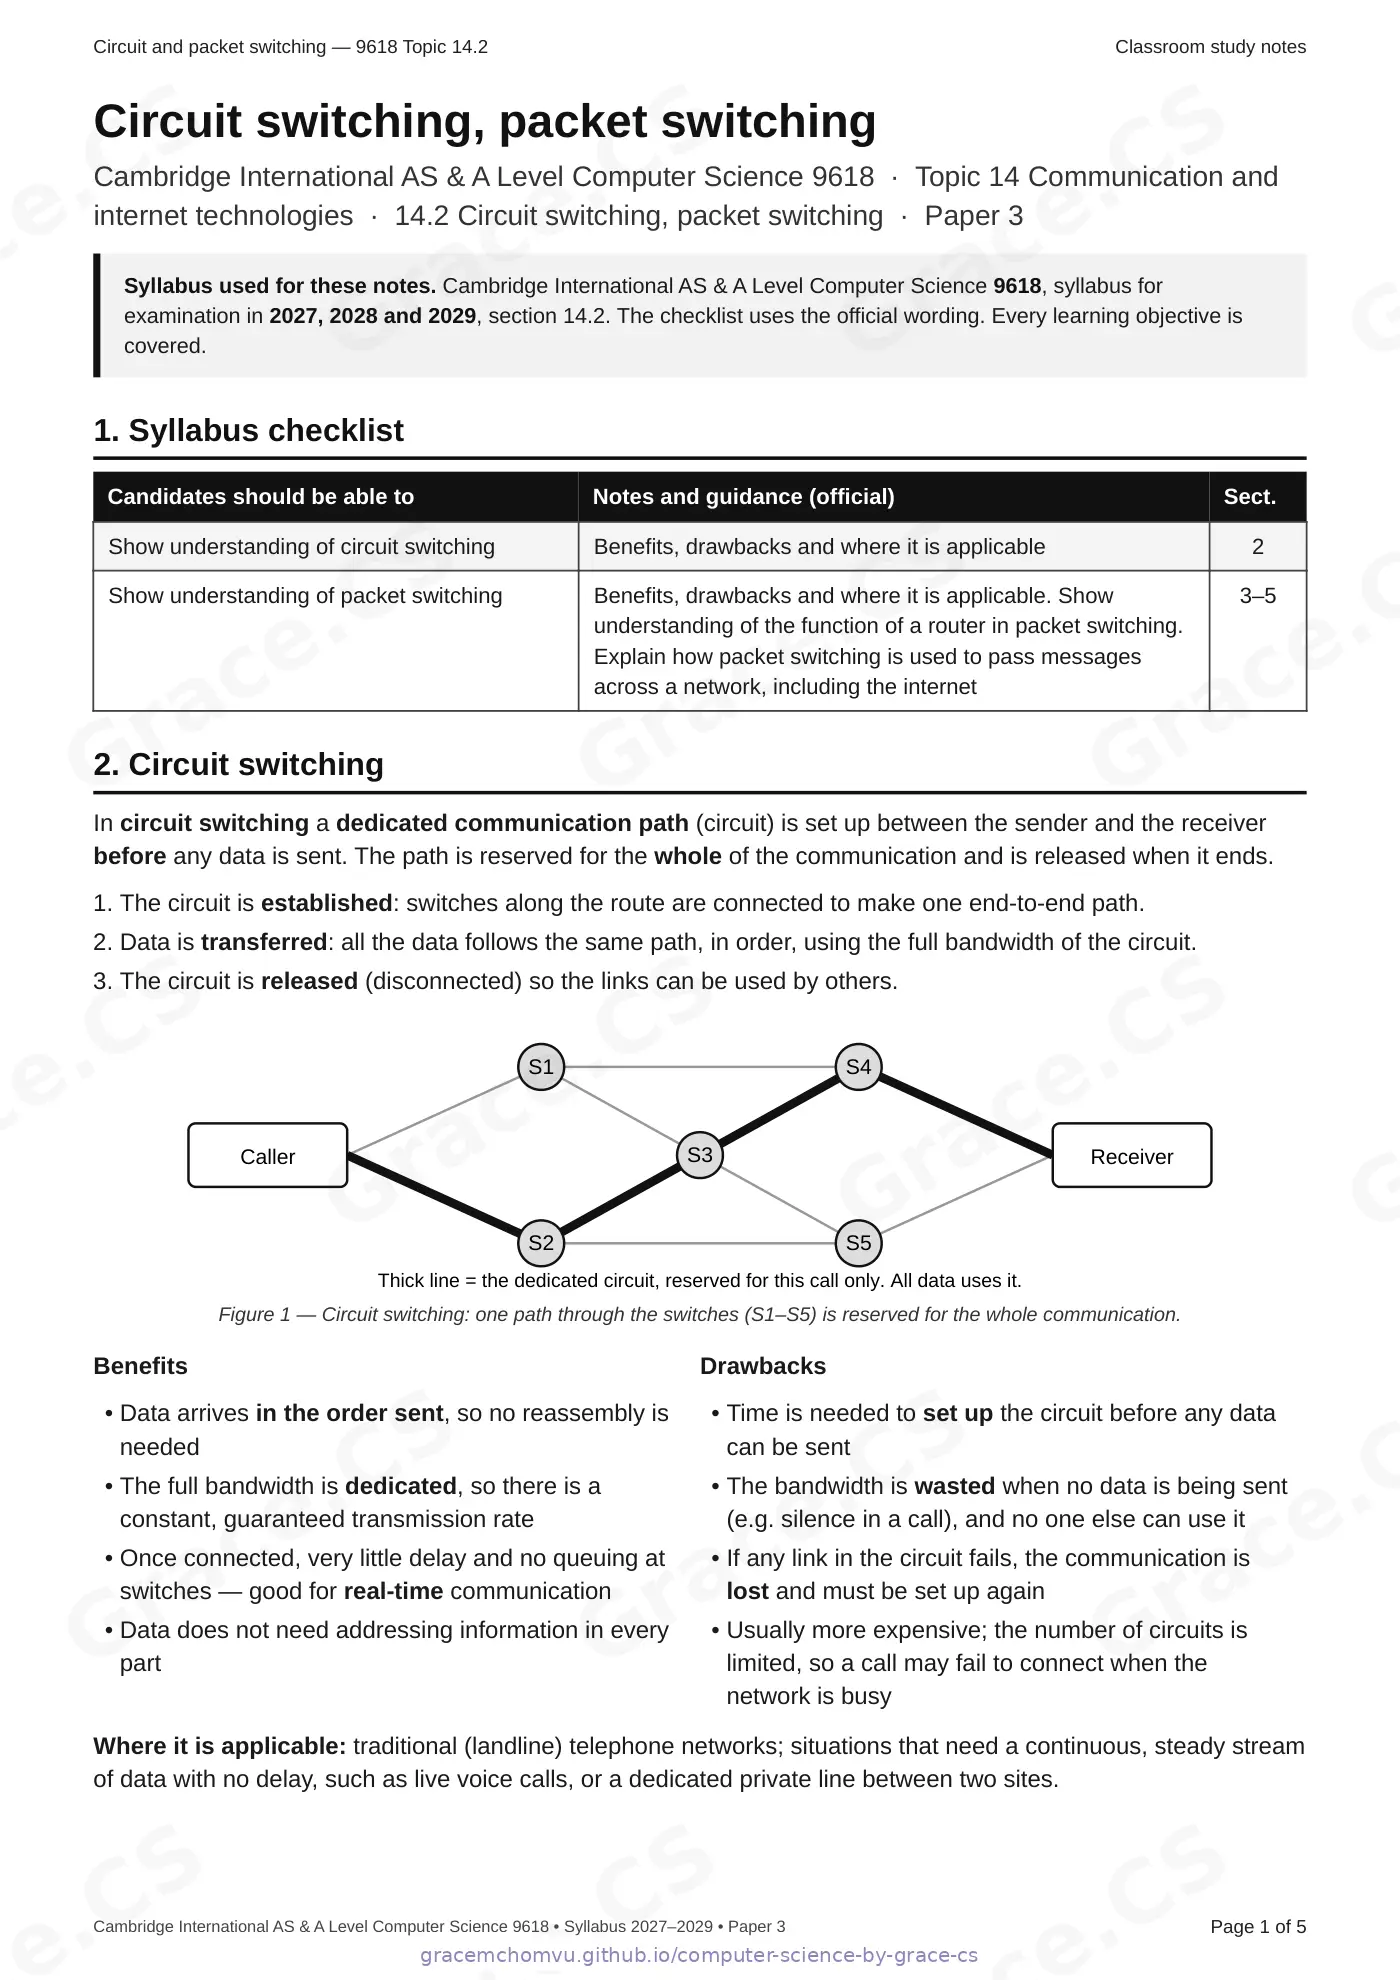 Circuit and packet switching — 9618 Topic 14.2
Classroom study notes
Circuit switching, packet switching
Cambridge International AS & A Level Computer Science 9618 · Topic 14 Communication and
internet technologies · 14.2 Circuit switching, packet switching · Paper 3
Syllabus used for these notes. Cambridge International AS & A Level Computer Science 9618, syllabus for
examination in 2027, 2028 and 2029, section 14.2. The checklist uses the official wording. Every learning objective is
covered.
1. Syllabus checklist
Candidates should be able to
Notes and guidance (official)
Sect.
Show understanding of circuit switching
Benefits, drawbacks and where it is applicable
2
Show understanding of packet switching
Benefits, drawbacks and where it is applicable. Show
understanding of the function of a router in packet switching.
Explain how packet switching is used to pass messages
across a network, including the internet
3–5
2. Circuit switching
In circuit switching a dedicated communication path (circuit) is set up between the sender and the receiver
before any data is sent. The path is reserved for the whole of the communication and is released when it ends.
1. The circuit is established: switches along the route are connected to make one end-to-end path.
2. Data is transferred: all the data follows the same path, in order, using the full bandwidth of the circuit.
3. The circuit is released (disconnected) so the links can be used by others.
S1
S4
Caller
S3
Receiver
S2
S5
Thick line = the dedicated circuit, reserved for this call only. All data uses it.
Figure 1 — Circuit switching: one path through the switches (S1–S5) is reserved for the whole communication.
Benefits
• Data arrives in the order sent, so no reassembly is
needed
• The full bandwidth is dedicated, so there is a
constant, guaranteed transmission rate
• Once connected, very little delay and no queuing at
switches — good for real-time communication
• Data does not need addressing information in every
part
Drawbacks
• Time is needed to set up the circuit before any data
can be sent
• The bandwidth is wasted when no data is being sent
(e.g. silence in a call), and no one else can use it
• If any link in the circuit fails, the communication is
lost and must be set up again
• Usually more expensive; the number of circuits is
limited, so a call may fail to connect when the
network is busy
Where it is applicable: traditional (landline) telephone networks; situations that need a continuous, steady stream
of data with no delay, such as live voice calls, or a dedicated private line between two sites.
Cambridge International AS & A Level Computer Science 9618 • Syllabus 2027–2029 • Paper 3
Page 1 of 5
gracemchomvu.github.io/computer-science-by-grace-cs
Grace.CS